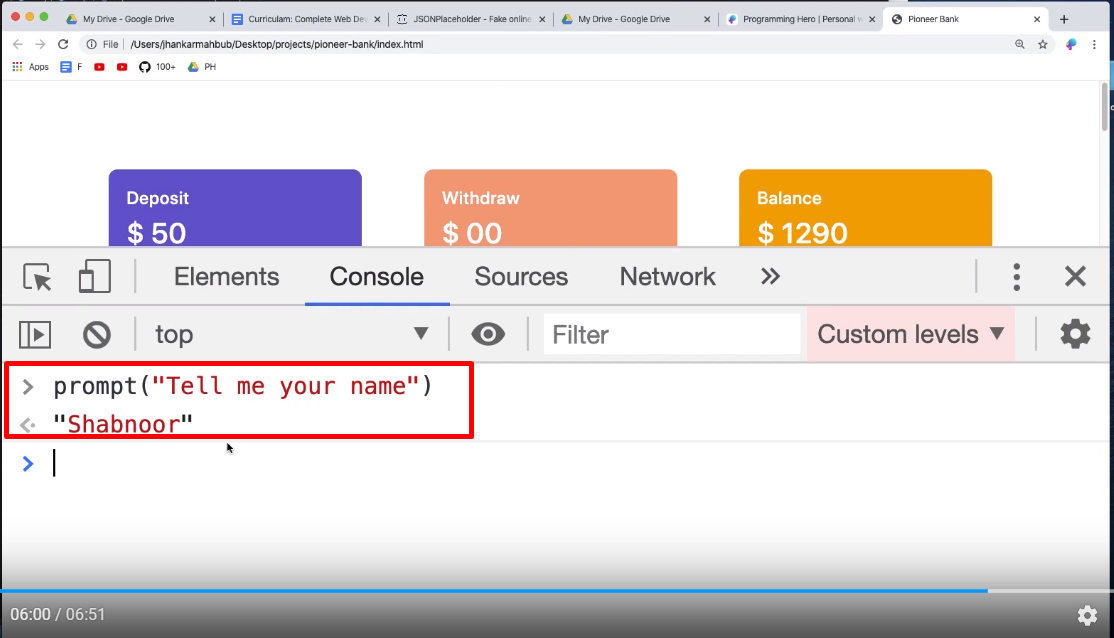 My Drive - Google Drive
Curriculam: Complete Web De
JSONPlaceholder - Fake online
My Drive - Google Drive
Programming Hero | Personal w
Pioneer Bank
File /Users/jhankarmahbub/Desktop/projects/pioneer-bank/index.html
Apps F 100+ PH
Deposit Withdraw Balance
$ 50 $ 00 $ 1290
Elements Console Sources Network
top Filter Custom levels
prompt("Tell me your name")
"Shabnoor"
06:00 / 06:51